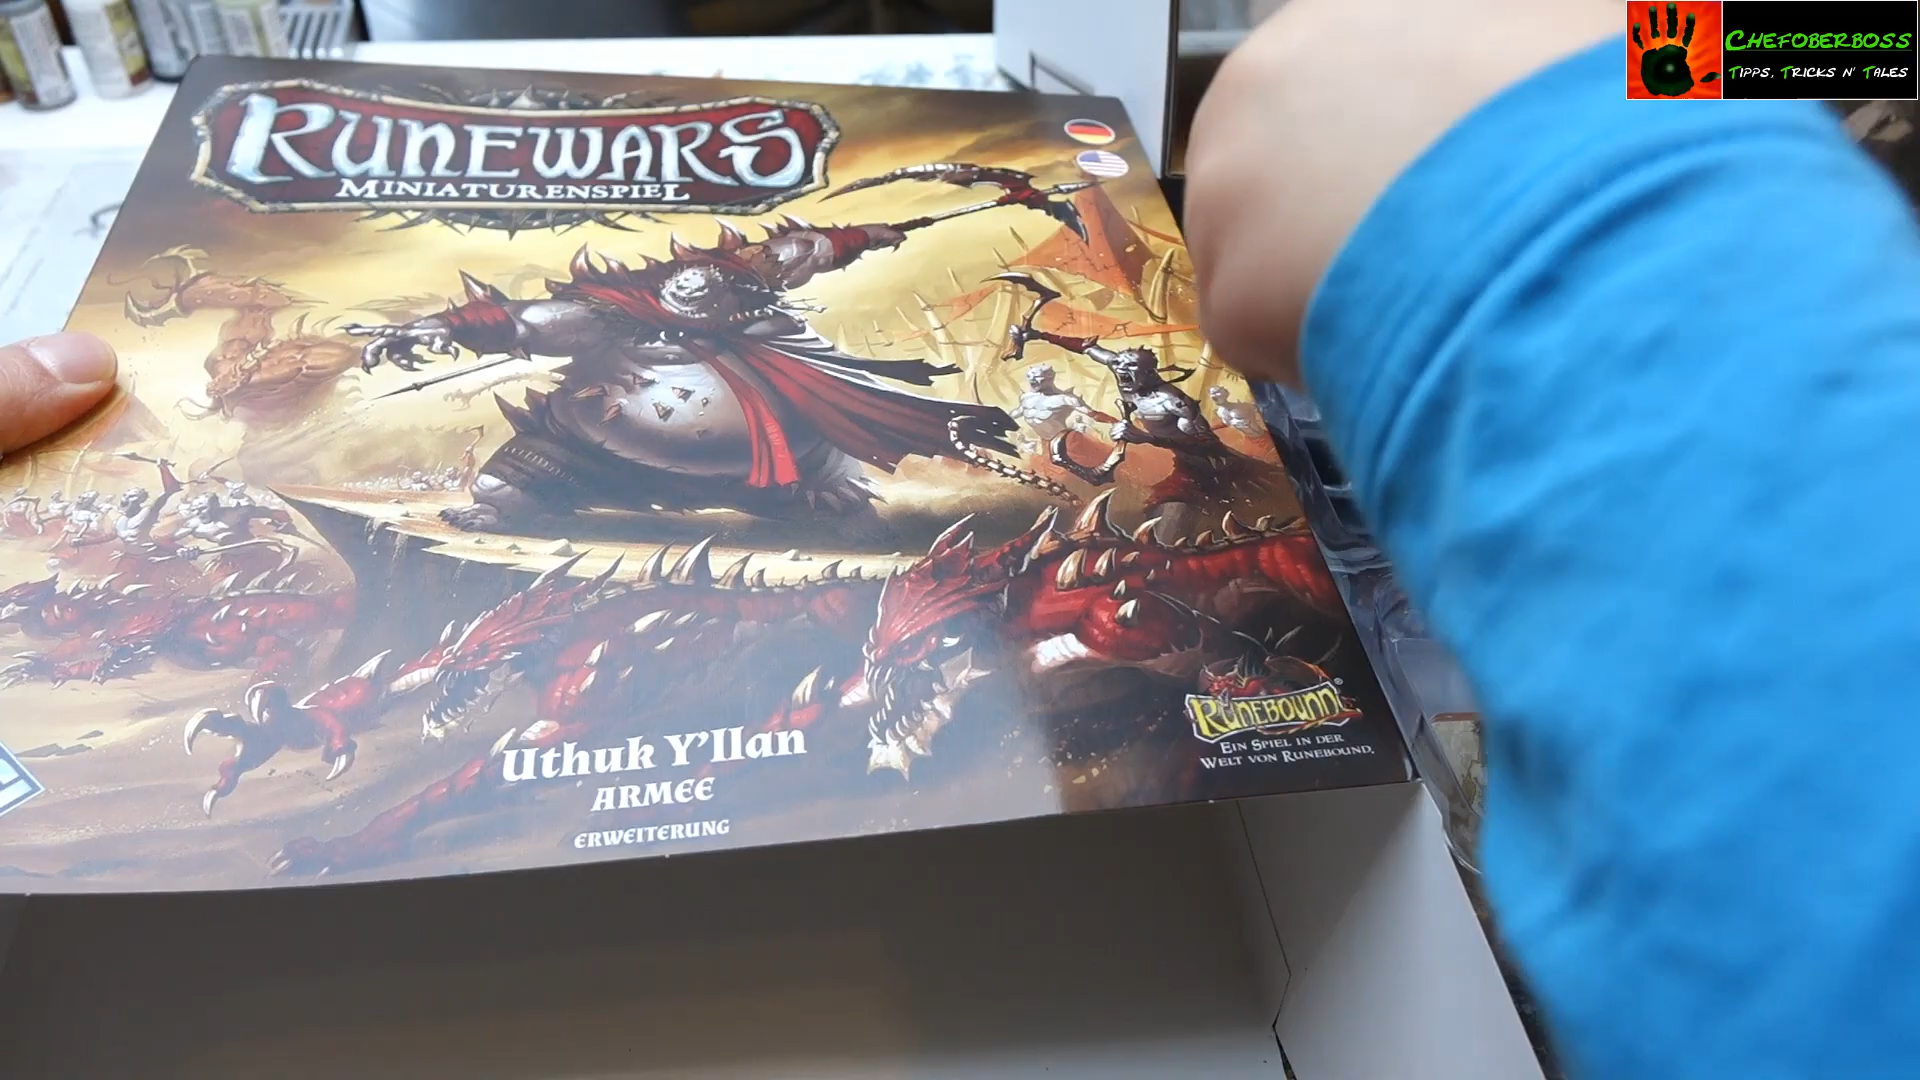 RUNEWARS
MINIATURENSPIEL
CHEFOBERBOSS
TIPPS, TRICKS N' TALES
Uthuk Y'llan
ARMEE
ERWEITERUNG
RUNEBOUND®
EIN SPIEL IN DER
WELT VON RUNEBOUND.